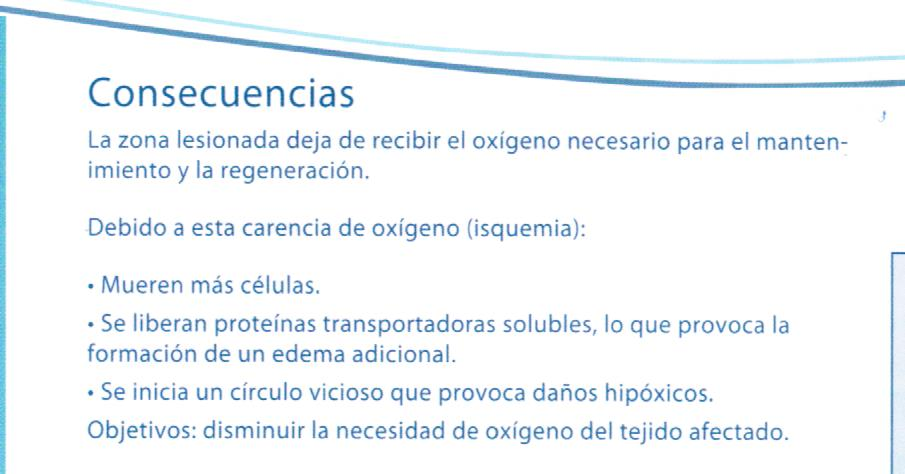 Consecuencias
La zona lesionada deja de recibir el oxígeno necesario para el manten-
imiento y la regeneración.
Debido a esta carencia de oxígeno (isquemia):
• Mueren más células.
• Se liberan proteínas transportadoras solubles, lo que provoca la
formación de un edema adicional.
• Se inicia un círculo vicioso que provoca daños hipóxicos.
Objetivos: disminuir la necesidad de oxígeno del tejido afectado.